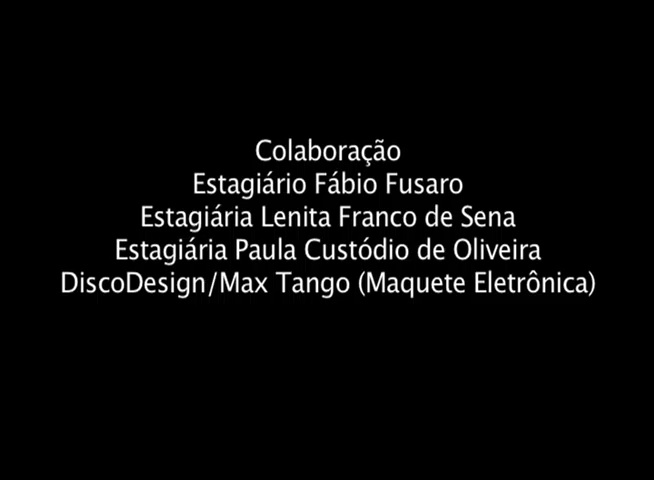 Colaboração
Estagiário Fábio Fusaro
Estagiária Lenita Franco de Sena
Estagiária Paula Custódio de Oliveira
DiscoDesign/Max Tango (Maquete Eletrônica)